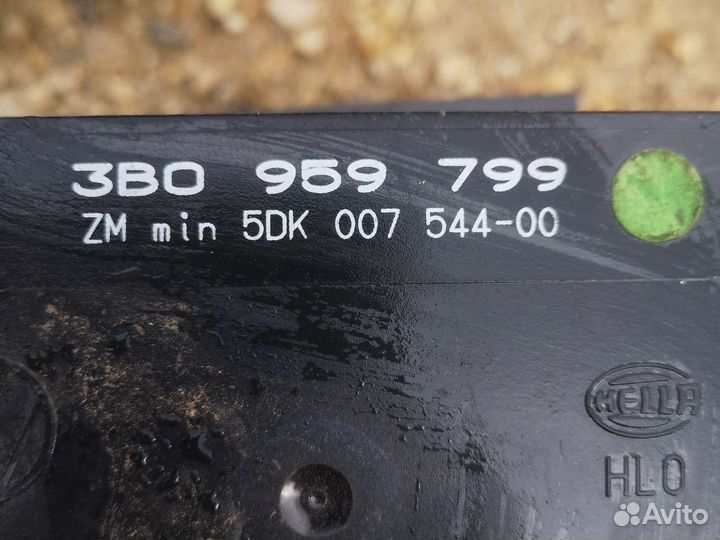 3B0 959 799
ZM min 5DK 007 544-00
HELLA
HLO
Avito